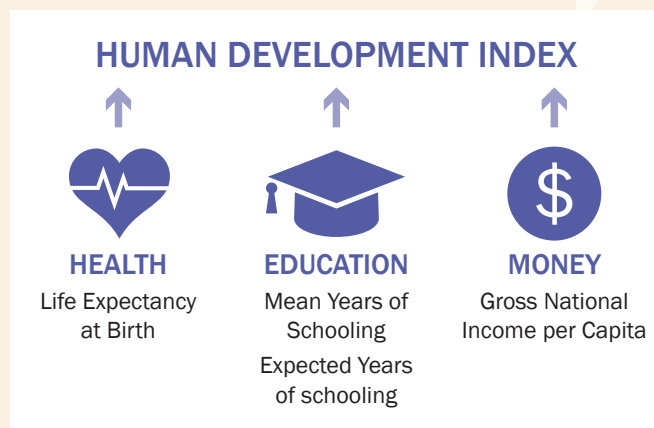 HUMAN DEVELOPMENT INDEX
HEALTH
Life Expectancy
at Birth
EDUCATION
Mean Years of
Schooling
Expected Years
of schooling
$
MONEY
Gross National
Income per Capita